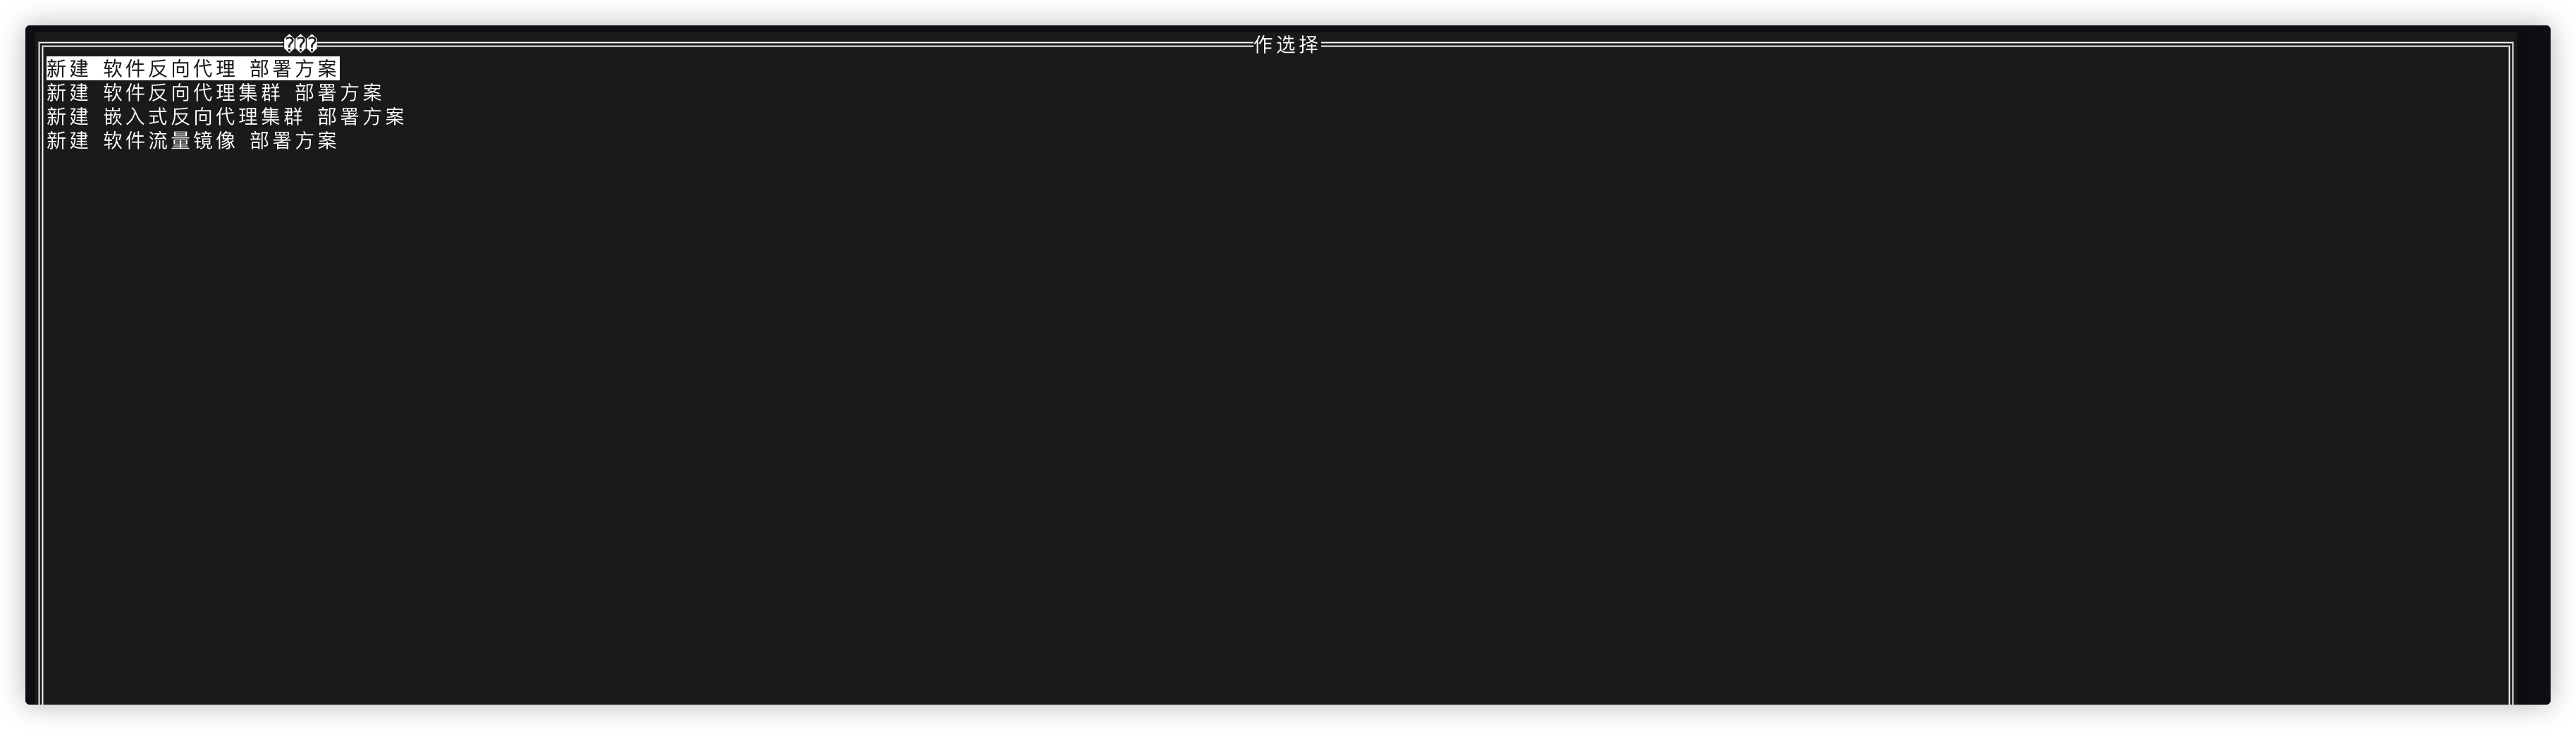 作选择
新建 软件反向代理 部署方案
新建 软件反向代理集群 部署方案
新建 嵌入式反向代理集群 部署方案
新建 软件流量镜像 部署方案